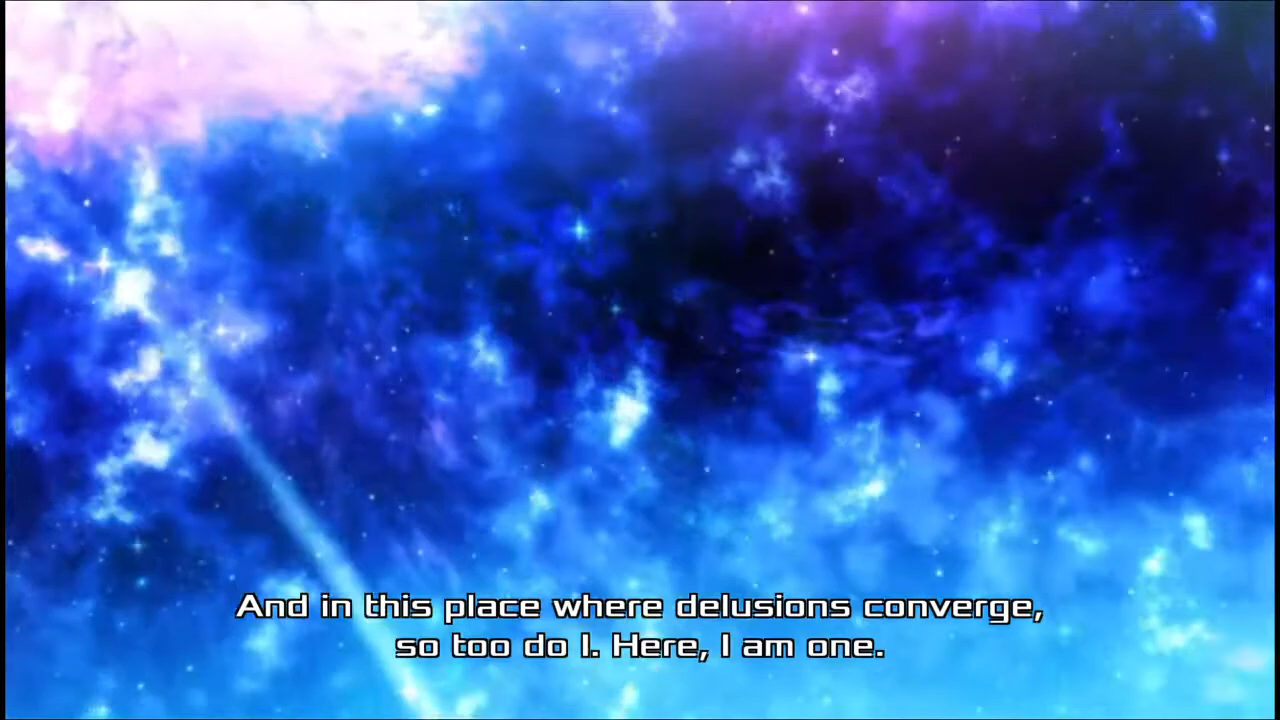 And in this place where delusions converge,
so too do I. Here, I am one.